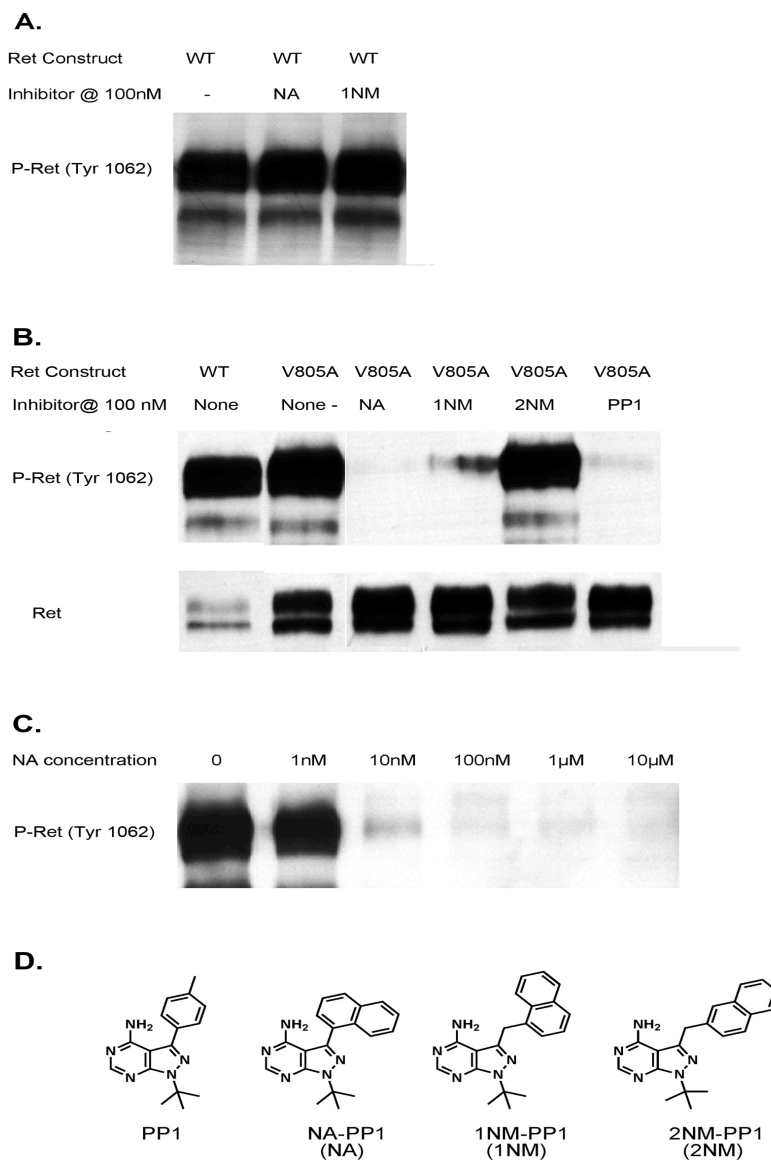 A.
Ret Construct WT WT WT
Inhibitor @ 100nM - NA 1NM
P-Ret (Tyr 1062)
B.
Ret Construct WT V805A V805A V805A V805A V805A
Inhibitor@ 100 nM None None - NA 1NM 2NM PP1
P-Ret (Tyr 1062)
Ret
C.
NA concentration 0 1nM 10nM 100nM 1µM 10µM
P-Ret (Tyr 1062)
D.
NH₂ NH₂ NH₂ NH₂
N N N N
N N N N N N N N
N N N N
PP1 NA-PP1 1NM-PP1 2NM-PP1
(NA) (1NM) (2NM)